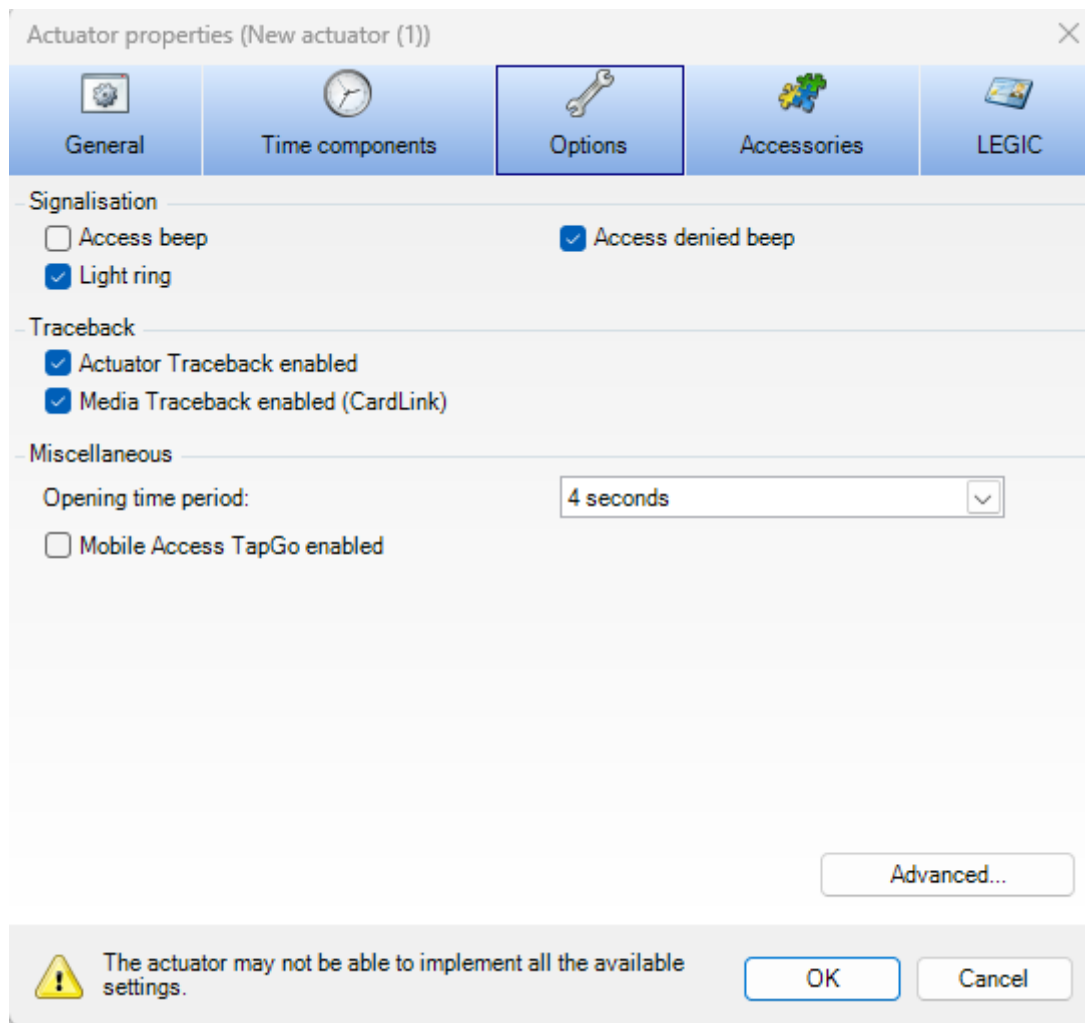 Actuator properties (New actuator (1))
General Time components Options Accessories LEGIC
Signalisation
Access beep Access denied beep
Light ring
Traceback
Actuator Traceback enabled
Media Traceback enabled (CardLink)
Miscellaneous
Opening time period: 4 seconds
Mobile Access TapGo enabled
Advanced...
The actuator may not be able to implement all the available
settings.
OK Cancel